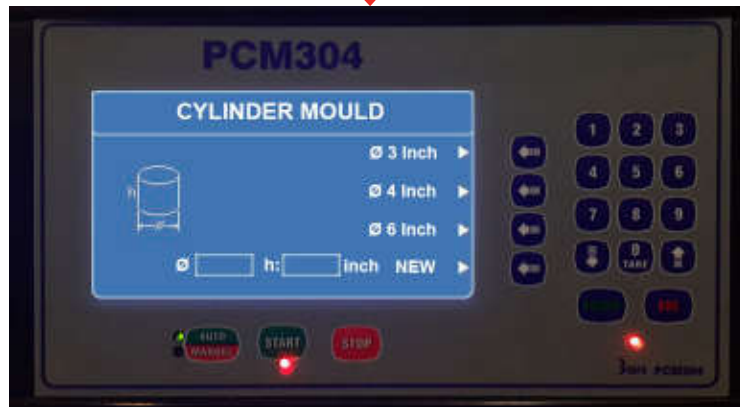 PCM304
CYLINDER MOULD
Ø 3 Inch
Ø 4 Inch
h
Ø
Ø 6 Inch
Ø h: inch NEW
1 2 3
4 5 6
7 8 9
0
TARE
AUTO
MANUEL
START
STOP
PCM304